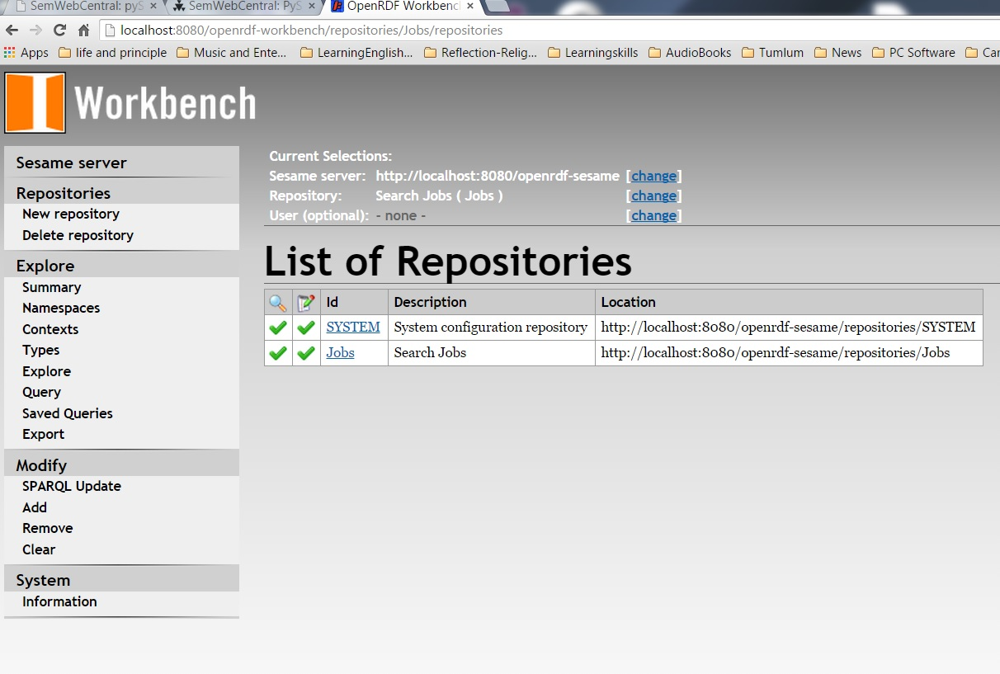 SemWebCentral: pyS
SemWebCentral: PyS
OpenRDF Workbenc
localhost:8080/openrdf-workbench/repositories/Jobs/repositories
Apps life and principle Music and Ente... LearningEnglish... Reflection-Relig... Learningskills AudioBooks Tumlum News PC Software Car
Workbench
Sesame server
Repositories
New repository
Delete repository
Explore
Summary
Namespaces
Contexts
Types
Explore
Query
Saved Queries
Export
Modify
SPARQL Update
Add
Remove
Clear
System
Information
Current Selections:
Sesame server: http://localhost:8080/openrdf-sesame [change]
Repository: Search Jobs ( Jobs ) [change]
User (optional): - none - [change]
List of Repositories
Id Description Location
SYSTEM System configuration repository http://localhost:8080/openrdf-sesame/repositories/SYSTEM
Jobs Search Jobs http://localhost:8080/openrdf-sesame/repositories/Jobs